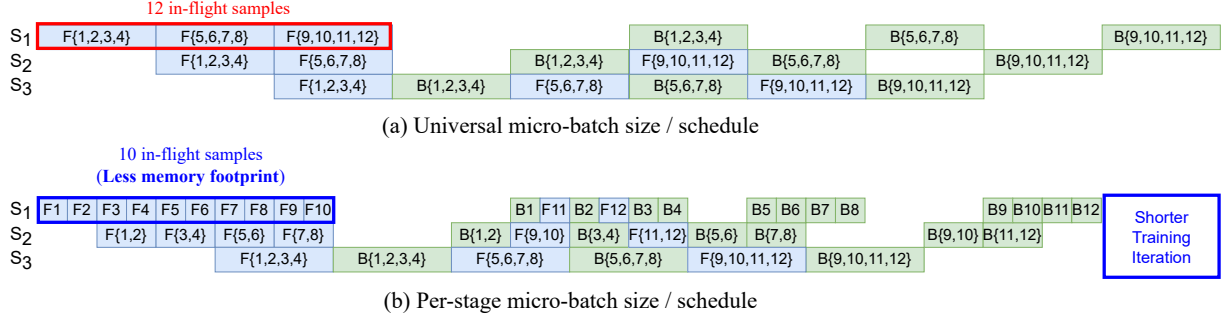 12 in-flight samples
S1 F{1,2,3,4} F{5,6,7,8} F{9,10,11,12} B{1,2,3,4} B{5,6,7,8} B{9,10,11,12}
S2 F{1,2,3,4} F{5,6,7,8} B{1,2,3,4} F{9,10,11,12} B{5,6,7,8} B{9,10,11,12}
S3 F{1,2,3,4} B{1,2,3,4} F{5,6,7,8} B{5,6,7,8} F{9,10,11,12} B{9,10,11,12}
(a) Universal micro-batch size / schedule
10 in-flight samples
(Less memory footprint)
S1 F1 F2 F3 F4 F5 F6 F7 F8 F9 F10 B1 F11 B2 F12 B3 B4 B5 B6 B7 B8 B9 B10 B11 B12
S2 F{1,2} F{3,4} F{5,6} F{7,8} B{1,2} F{9,10} B{3,4} F{11,12} B{5,6} B{7,8} B{9,10} B{11,12}
S3 F{1,2,3,4} B{1,2,3,4} F{5,6,7,8} B{5,6,7,8} F{9,10,11,12} B{9,10,11,12}
Shorter
Training
Iteration
(b) Per-stage micro-batch size / schedule